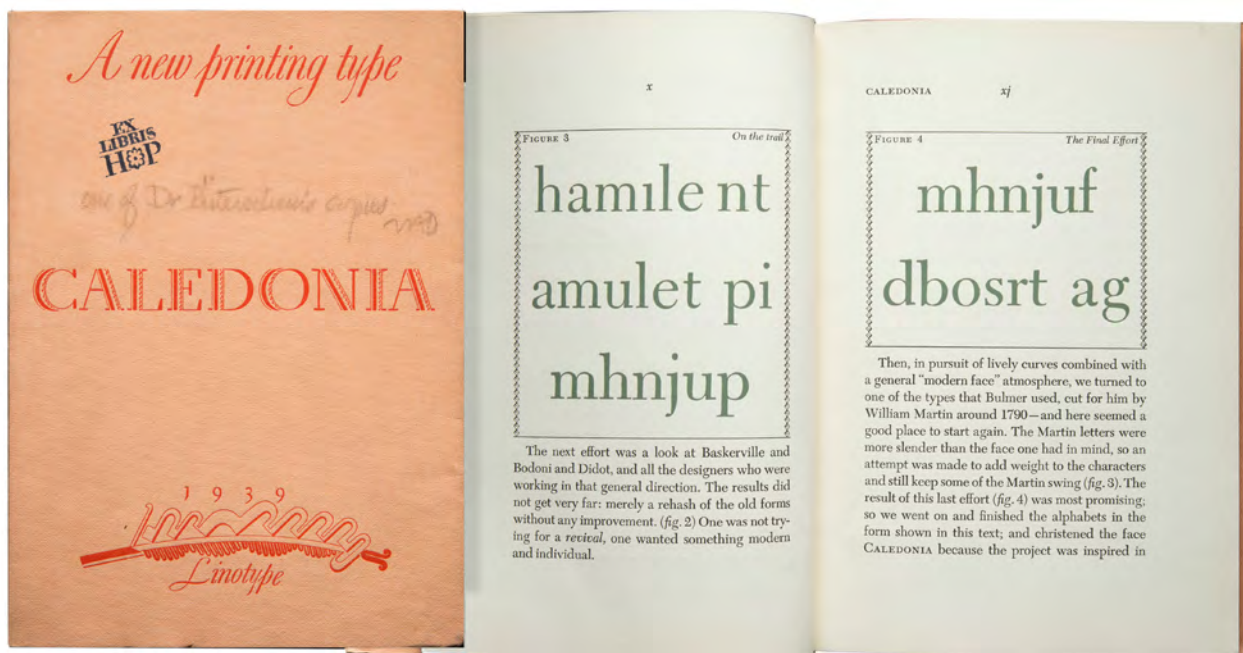 A new printing type
EX
LIBRIS
HOP
one of Dr
CALEDONIA
1939
Linotype
x
FIGURE 3 On the trail
hamıle nt
amulet pi
mhnjup
The next effort was a look at Baskerville and
Bodoni and Didot, and all the designers who were
working in that general direction. The results did
not get very far: merely a rehash of the old forms
without any improvement. (fig. 2) One was not try-
ing for a revival, one wanted something modern
and individual.
CALEDONIA xj
FIGURE 4 The Final Effort
mhnjuf
dbosrt ag
Then, in pursuit of lively curves combined with
a general "modern face" atmosphere, we turned to
one of the types that Bulmer used, cut for him by
William Martin around 1790—and here seemed a
good place to start again. The Martin letters were
more slender than the face one had in mind, so an
attempt was made to add weight to the characters
and still keep some of the Martin swing (fig. 3). The
result of this last effort (fig. 4) was most promising;
so we went on and finished the alphabets in the
form shown in this text; and christened the face
CALEDONIA because the project was inspired in